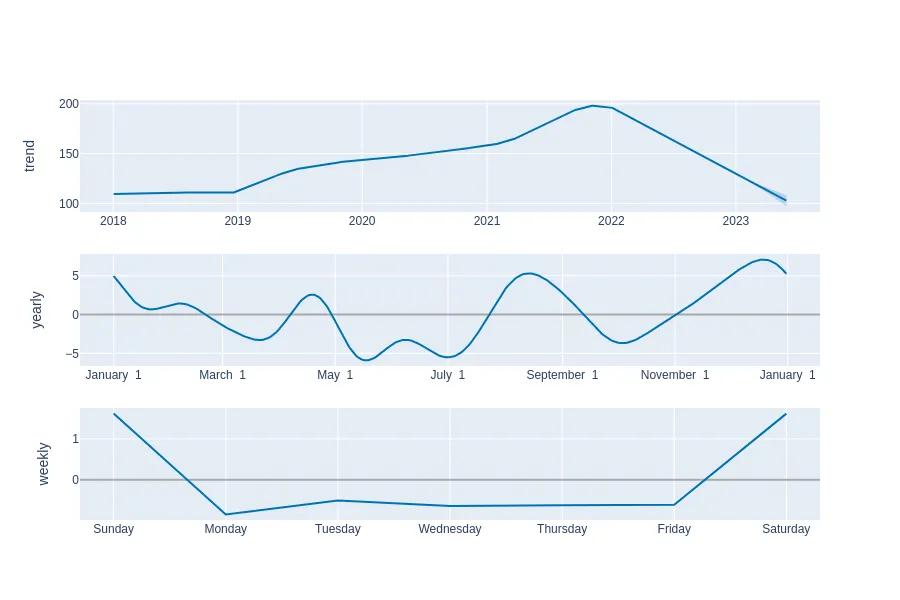 trend
200
150
100
2018 2019 2020 2021 2022 2023
yearly
5
0
−5
January 1 March 1 May 1 July 1 September 1 November 1 January 1
weekly
1
0
Sunday Monday Tuesday Wednesday Thursday Friday Saturday